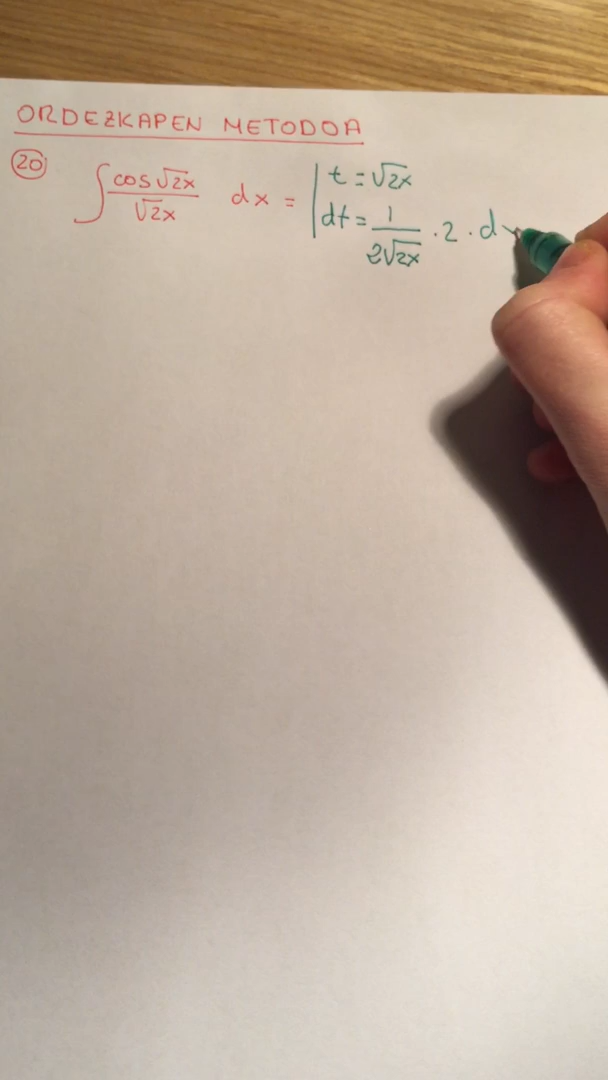 ORDEZKAPEN METODOA
20 ∫ cos√2x / √2x dx = | t = √2x
| dt = 1 / 2√2x · 2 · dx